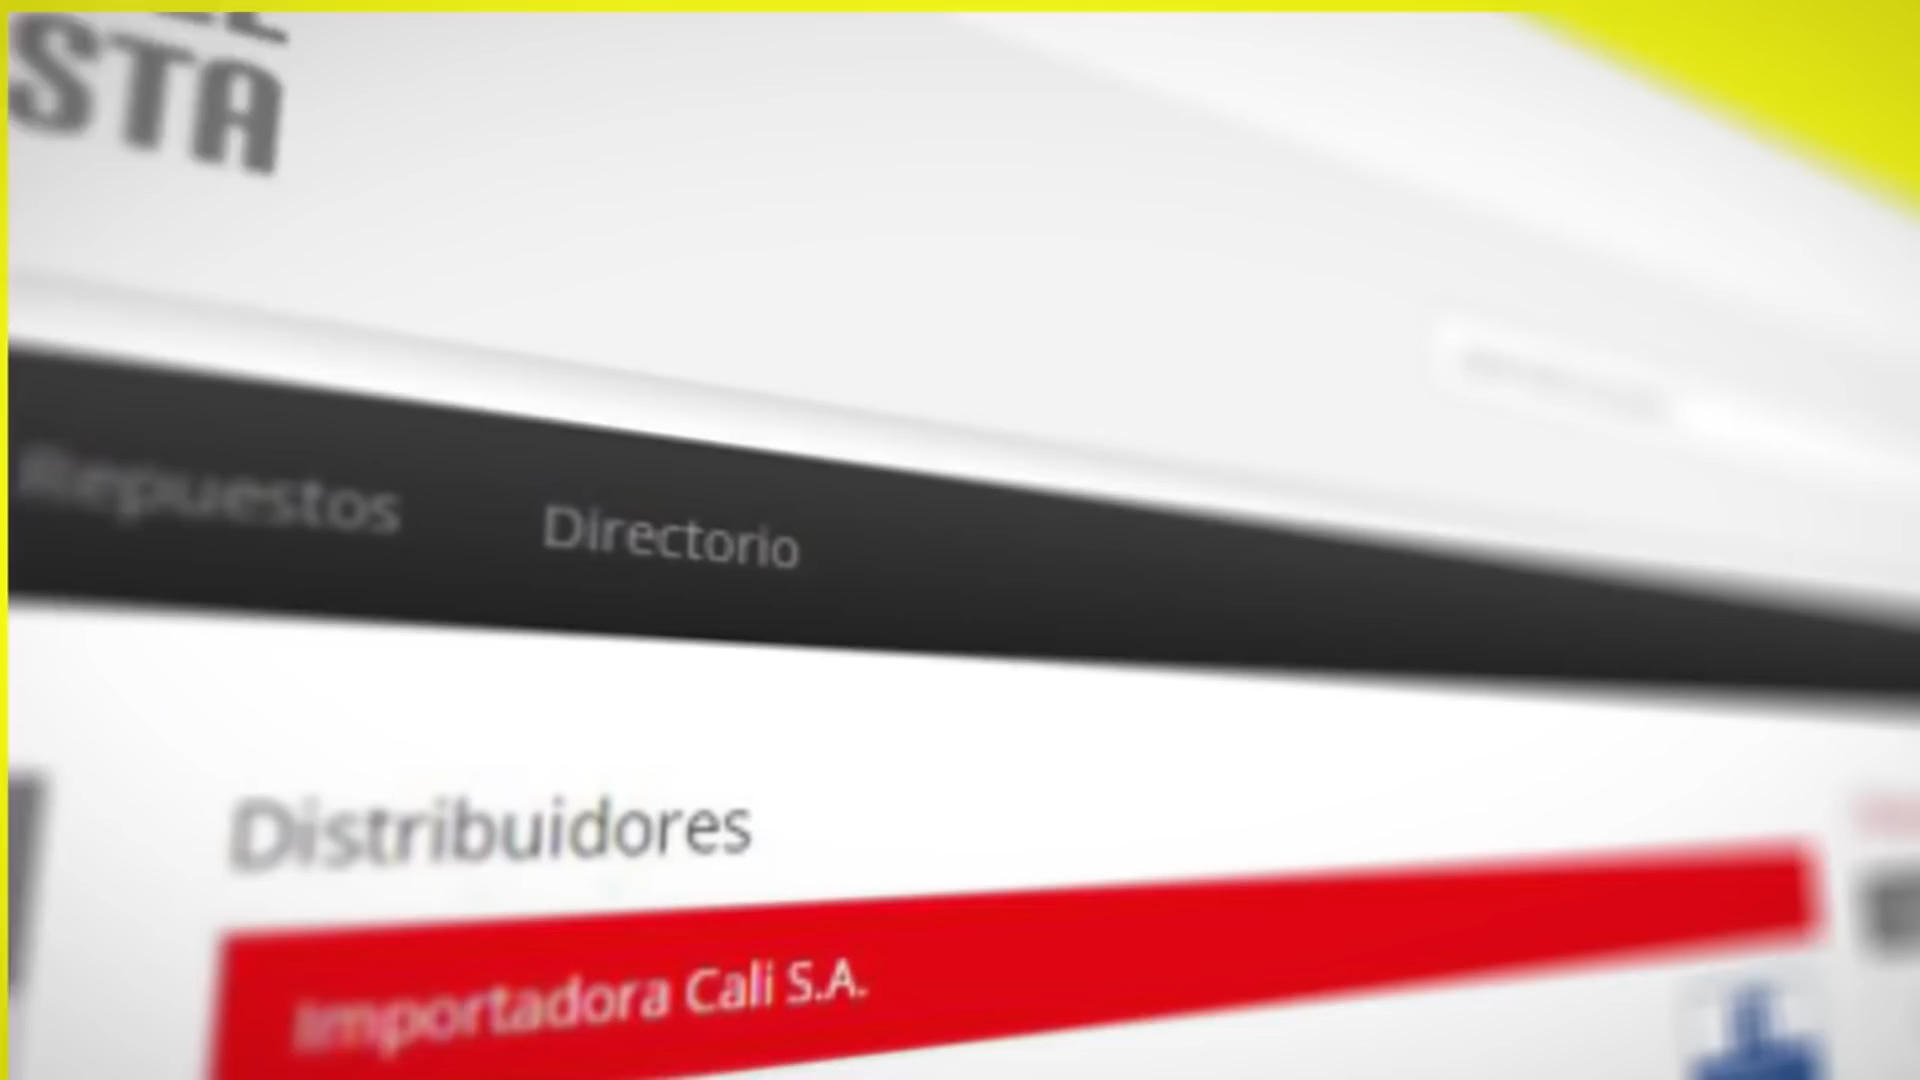 STA
Repuestos
Directorio
Distribuidores
Importadora Cali S.A.